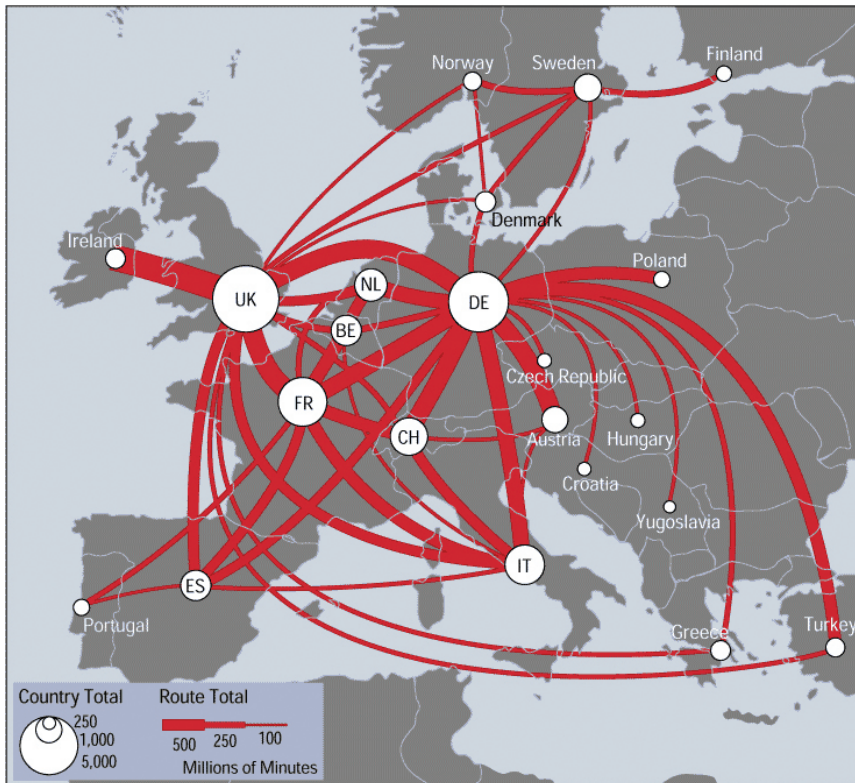 Norway
Sweden
Finland
Denmark
Ireland
UK
NL
DE
Poland
BE
Czech Republic
FR
CH
Austria
Hungary
Croatia
Yugoslavia
IT
ES
Portugal
Greece
Turkey
Country Total
250
1,000
5,000
Route Total
500 250 100
Millions of Minutes